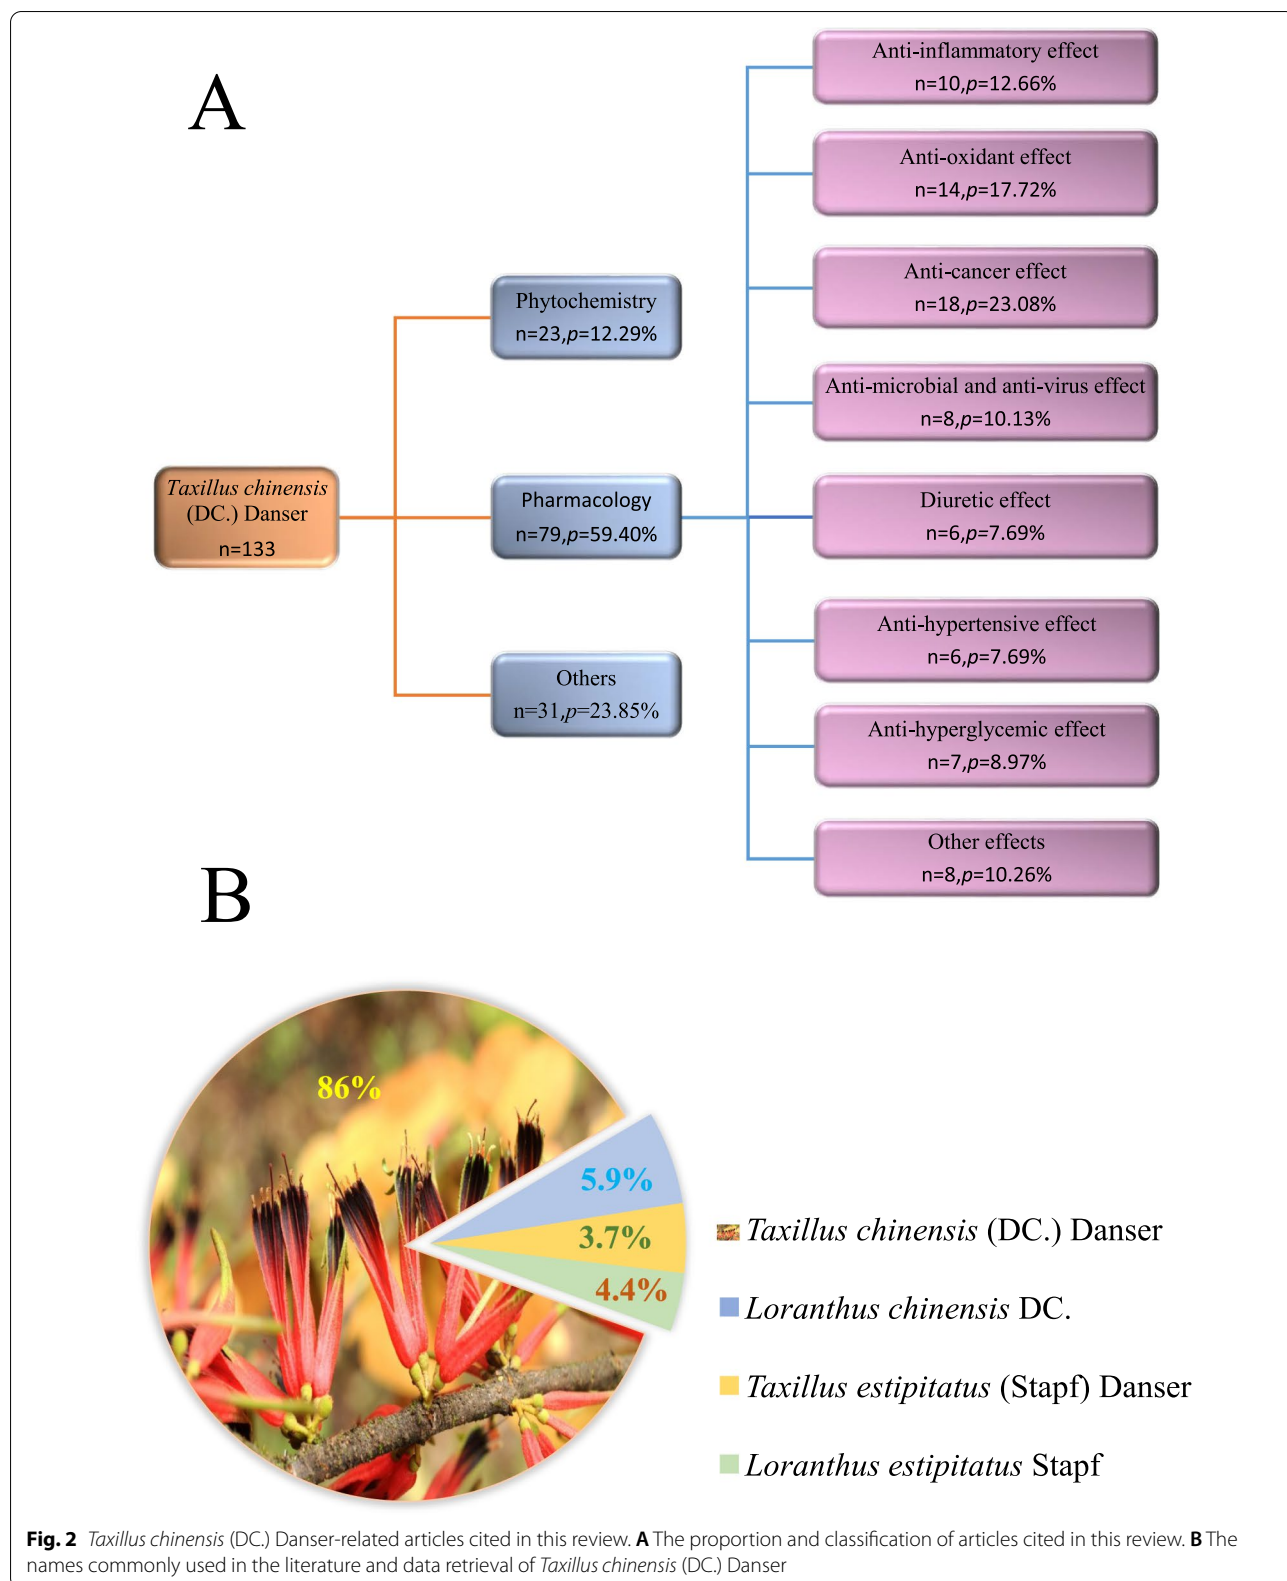 A
Anti-inflammatory effect
n=10,p=12.66%
Anti-oxidant effect
n=14,p=17.72%
Anti-cancer effect
n=18,p=23.08%
Phytochemistry
n=23,p=12.29%
Anti-microbial and anti-virus effect
n=8,p=10.13%
Taxillus chinensis
(DC.) Danser
n=133
Pharmacology
n=79,p=59.40%
Diuretic effect
n=6,p=7.69%
Anti-hypertensive effect
n=6,p=7.69%
Others
n=31,p=23.85%
Anti-hyperglycemic effect
n=7,p=8.97%
Other effects
n=8,p=10.26%
B
86%
5.9%
3.7%
4.4%
Taxillus chinensis (DC.) Danser
Loranthus chinensis DC.
Taxillus estipitatus (Stapf) Danser
Loranthus estipitatus Stapf
Fig. 2 Taxillus chinensis (DC.) Danser-related articles cited in this review. A The proportion and classification of articles cited in this review. B The
names commonly used in the literature and data retrieval of Taxillus chinensis (DC.) Danser